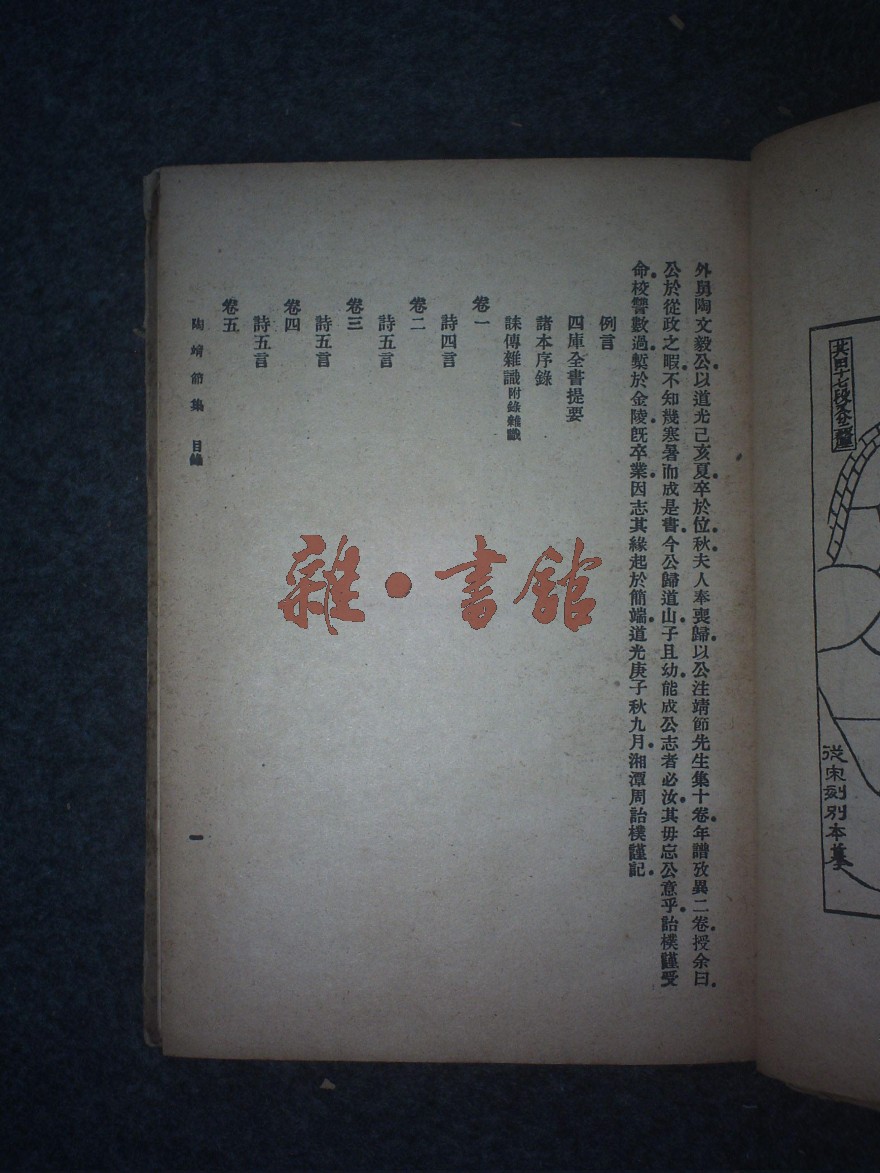 共田十七段
從宋刻別本摹
外舅陶文毅公以道光己亥夏卒於位秋夫人奉喪歸以公注靖節先生集十卷年譜攷異二卷授余曰
公於從政之暇不知幾寒暑而成是書今公歸道山子且幼能成公志者必汝其毋忘公意乎詒樸謹受
命校讐數過槧於金陵旣卒業因志其緣起於簡端道光庚子秋九月湘潭周詒樸謹記
例言
四庫全書提要
諸本序錄
誄傳雜識附錄雜識
卷一
詩四言
卷二
詩五言
卷三
詩五言
卷四
詩五言
卷五
陶靖節集 目錄
一
雜·書館